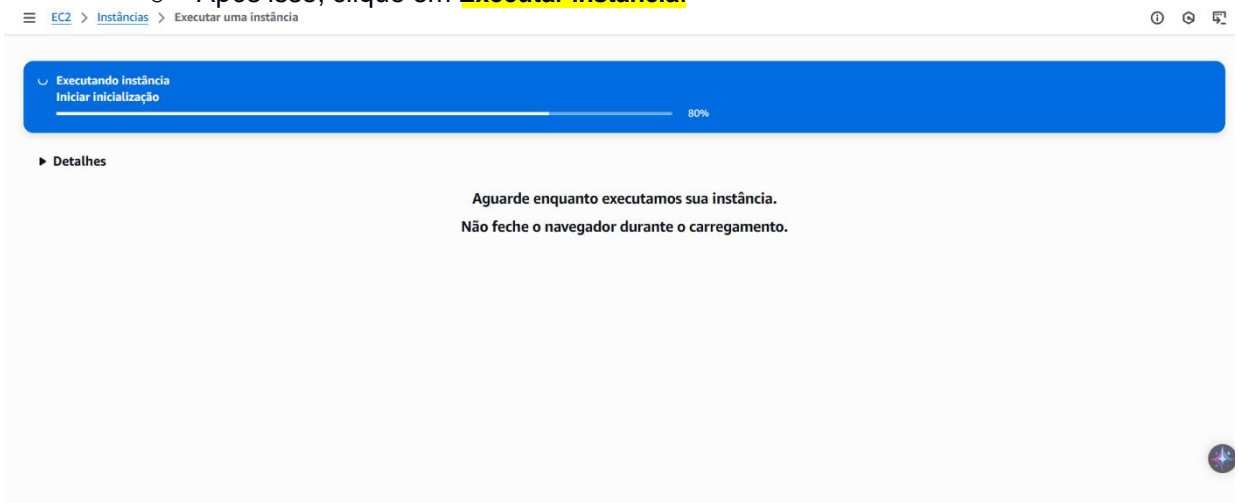 Após isso, clique em Executar instância.
EC2 > Instâncias > Executar uma instância
Executando instância
Iniciar inicialização
80%
Detalhes
Aguarde enquanto executamos sua instância.
Não feche o navegador durante o carregamento.